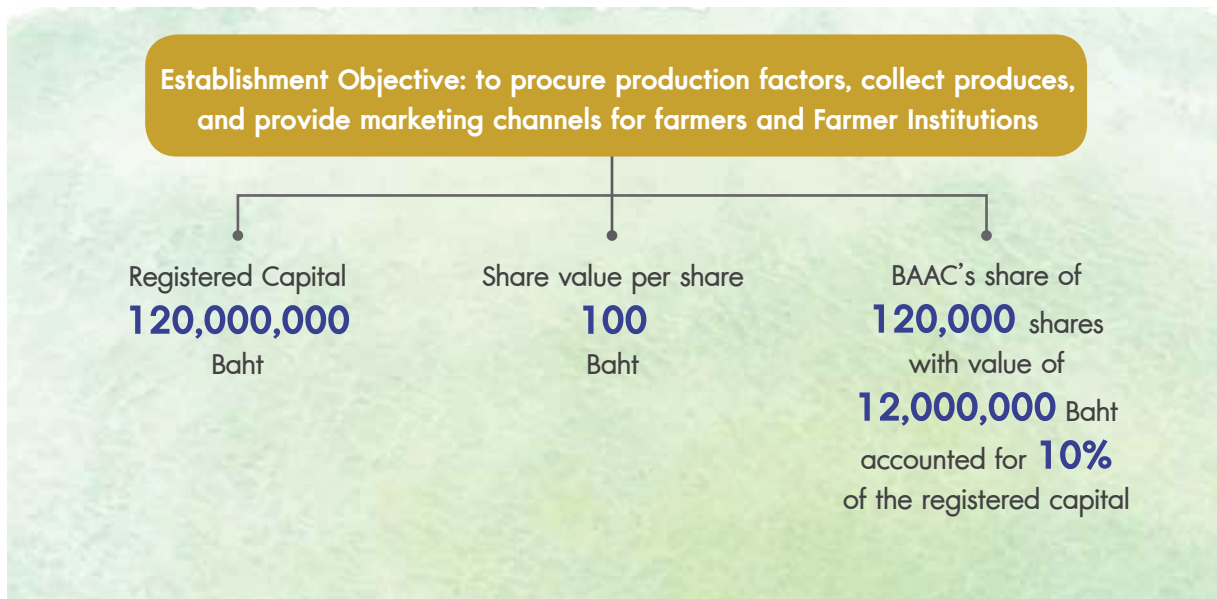 Establishment Objective: to procure production factors, collect produces,
and provide marketing channels for farmers and Farmer Institutions
Registered Capital
120,000,000
Baht
Share value per share
100
Baht
BAAC's share of
120,000 shares
with value of
12,000,000 Baht
accounted for 10%
of the registered capital